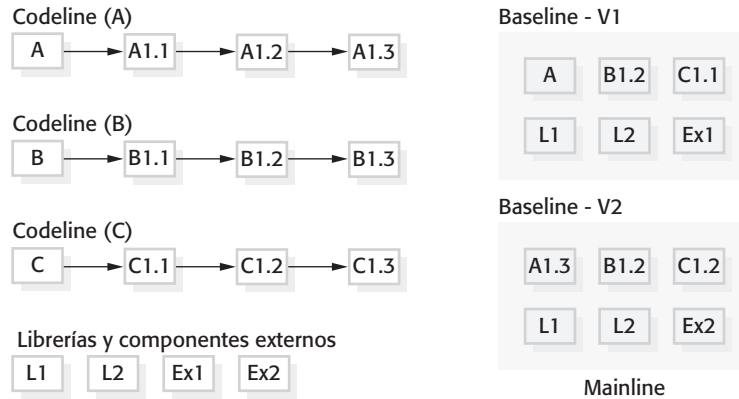 Codeline (A)
A A1.1 A1.2 A1.3
Codeline (B)
B B1.1 B1.2 B1.3
Codeline (C)
C C1.1 C1.2 C1.3
Librerías y componentes externos
L1 L2 Ex1 Ex2
Baseline - V1
A B1.2 C1.1
L1 L2 Ex1
Baseline - V2
A1.3 B1.2 C1.2
L1 L2 Ex2
Mainline